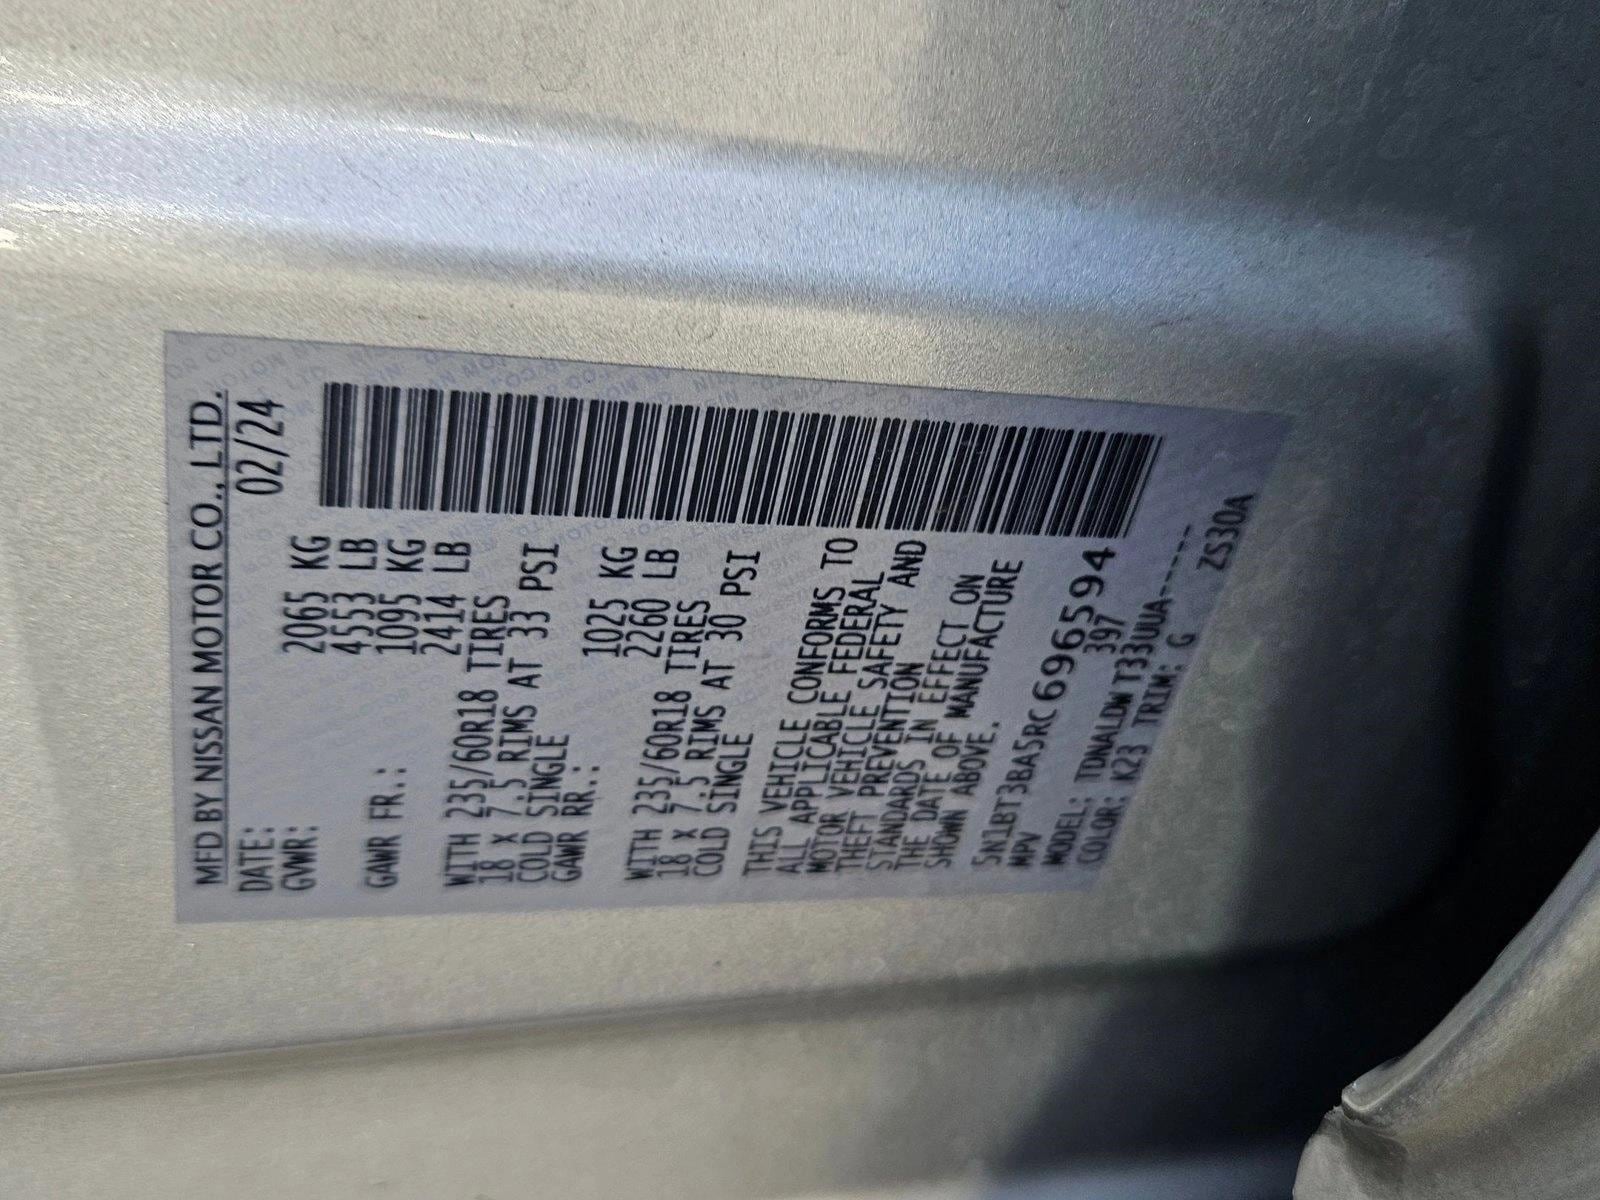 MFD BY NISSAN MOTOR CO., LTD.
DATE: 02/24
GVWR: 2065 KG
4553 LB
GAWR FR.: 1095 KG
2414 LB
WITH 235/60R18 TIRES
18 X 7.5 RIMS AT 33 PSI
COLD SINGLE
GAWR RR.: 1025 KG
2260 LB
WITH 235/60R18 TIRES
18 X 7.5 RIMS AT 30 PSI
COLD SINGLE
THIS VEHICLE CONFORMS TO
ALL APPLICABLE FEDERAL
MOTOR VEHICLE SAFETY AND
THEFT PREVENTION
STANDARDS IN EFFECT ON
THE DATE OF MANUFACTURE
SHOWN ABOVE.
5N1BT3BA5RC696594
MPV 397
MODEL: TDNALDW T33UUA------
COLOR: K23 TRIM: G ZS30A